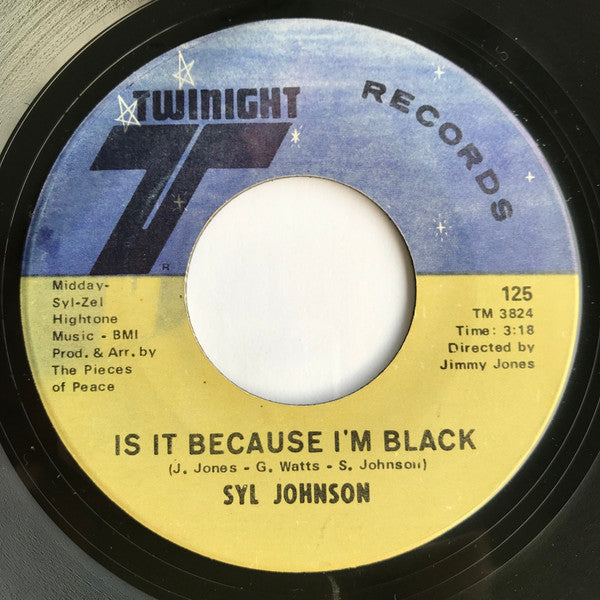 TWINIGHT
RECORDS
T
R
Midday-
Syl-Zel
Hightone
Music - BMI
Prod. & Arr. by
The Pieces
of Peace
125
TM 3824
Time: 3:18
Directed by
Jimmy Jones
IS IT BECAUSE I'M BLACK
(J. Jones - G. Watts - S. Johnson)
SYL JOHNSON